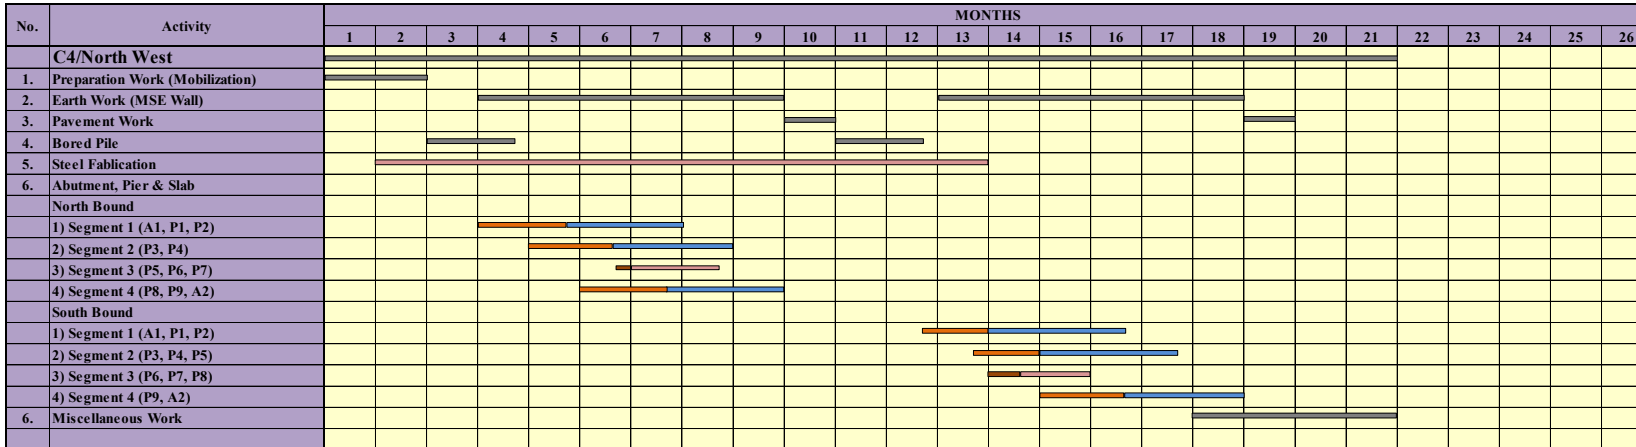 No. Activity MONTHS
1 2 3 4 5 6 7 8 9 10 11 12 13 14 15 16 17 18 19 20 21 22 23 24 25 26
C4/North West
1. Preparation Work (Mobilization)
2. Earth Work (MSE Wall)
3. Pavement Work
4. Bored Pile
5. Steel Fablication
6. Abutment, Pier & Slab
North Bound
1) Segment 1 (A1, P1, P2)
2) Segment 2 (P3, P4)
3) Segment 3 (P5, P6, P7)
4) Segment 4 (P8, P9, A2)
South Bound
1) Segment 1 (A1, P1, P2)
2) Segment 2 (P3, P4, P5)
3) Segment 3 (P6, P7, P8)
4) Segment 4 (P9, A2)
6. Miscellaneous Work